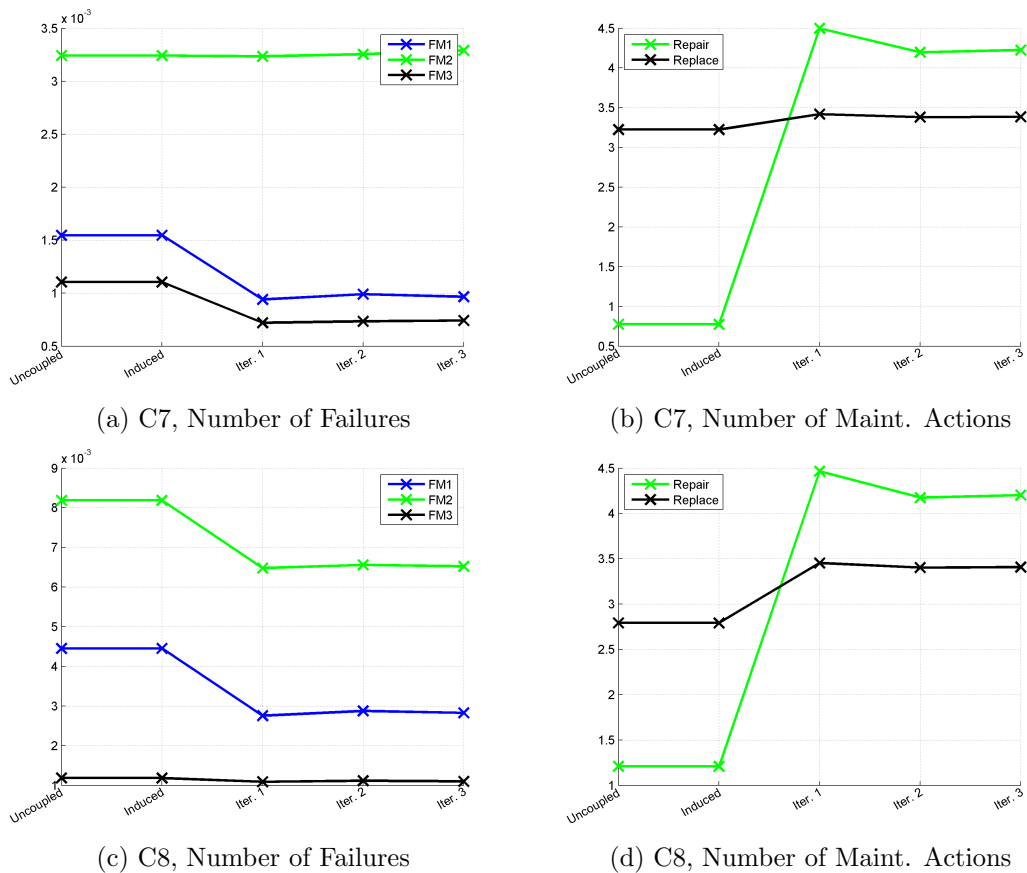 x 10⁻³
3.5
3
2.5
2
1.5
1
0.5
FM1
FM2
FM3
Uncoupled
Induced
Iter. 1
Iter. 2
Iter. 3
(a) C7, Number of Failures
4.5
4
3.5
3
2.5
2
1.5
1
0.5
Repair
Replace
Uncoupled
Induced
Iter. 1
Iter. 2
Iter. 3
(b) C7, Number of Maint. Actions
x 10⁻³
9
8
7
6
5
4
3
2
1
FM1
FM2
FM3
Uncoupled
Induced
Iter. 1
Iter. 2
Iter. 3
(c) C8, Number of Failures
4.5
4
3.5
3
2.5
2
1.5
1
Repair
Replace
Uncoupled
Induced
Iter. 1
Iter. 2
Iter. 3
(d) C8, Number of Maint. Actions